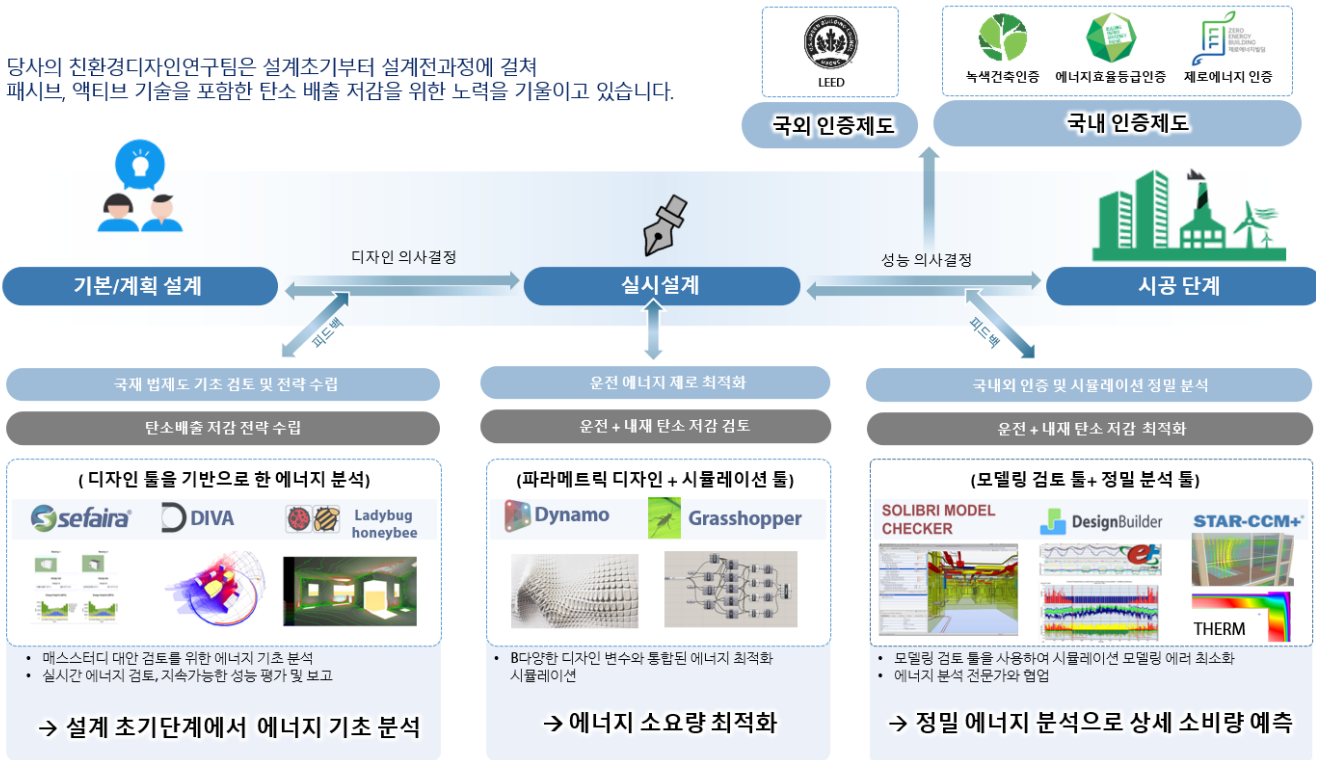 당사의 친환경디자인연구팀은 설계초기부터 설계전과정에 걸쳐
패시브, 액티브 기술을 포함한 탄소 배출 저감을 위한 노력을 기울이고 있습니다.
LEED
녹색건축인증
에너지효율등급인증
ZERO
ENERGY
BUILDING
제로에너지빌딩
제로에너지 인증
국외 인증제도
국내 인증제도
기본/계획 설계
디자인 의사결정
실시설계
성능 의사결정
시공 단계
피드백
피드백
국재 법제도 기초 검토 및 전략 수립
탄소배출 저감 전략 수립
운전 에너지 제로 최적화
운전 + 내재 탄소 저감 검토
국내외 인증 및 시뮬레이션 정밀 분석
운전 + 내재 탄소 저감 최적화
( 디자인 툴을 기반으로 한 에너지 분석)
sefaira
DIVA
Ladybug
honeybee
• 매스스터디 대안 검토를 위한 에너지 기초 분석
• 실시간 에너지 검토, 지속가능한 성능 평가 및 보고
→ 설계 초기단계에서 에너지 기초 분석
(파라메트릭 디자인 + 시뮬레이션 툴)
Dynamo
Grasshopper
• B다양한 디자인 변수와 통합된 에너지 최적화
시뮬레이션
→ 에너지 소요량 최적화
(모델링 검토 툴+ 정밀 분석 툴)
SOLIBRI MODEL
CHECKER
DesignBuilder
STAR-CCM+
THERM
• 모델링 검토 툴을 사용하여 시뮬레이션 모델링 에러 최소화
• 에너지 분석 전문가와 협업
→ 정밀 에너지 분석으로 상세 소비량 예측